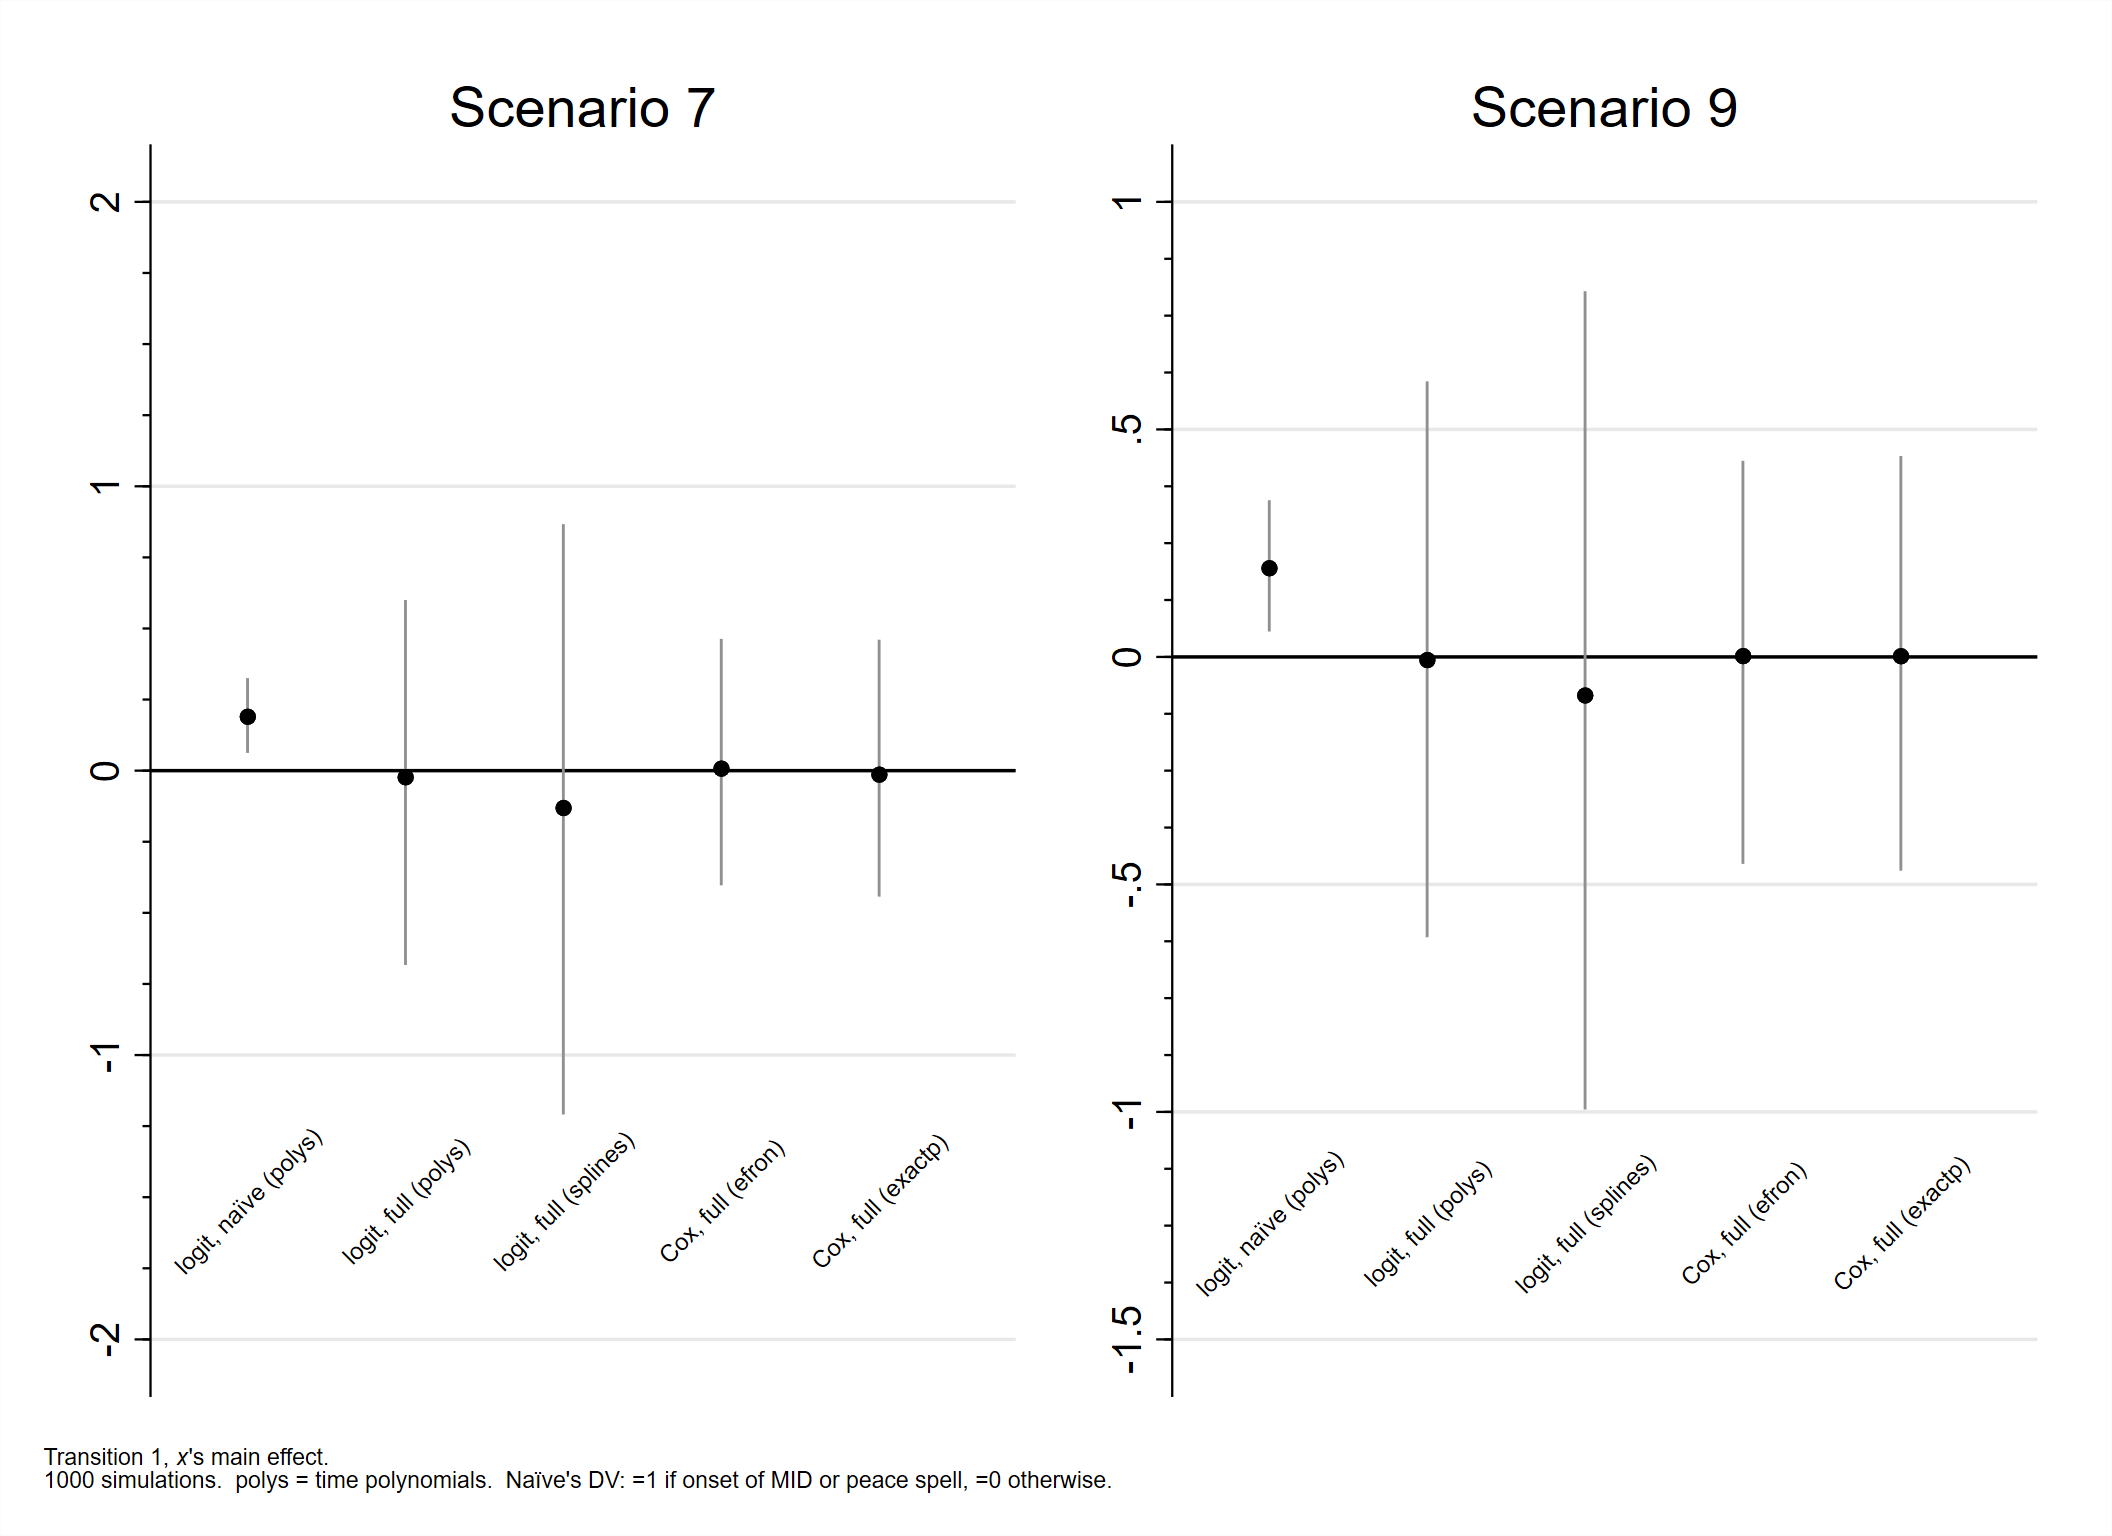 Scenario 7
2
1
0
-1
-2
logit, naïve (polys)
logit, full (polys)
logit, full (splines)
Cox, full (efron)
Cox, full (exactp)
Scenario 9
1
.5
0
-.5
-1
-1.5
logit, naïve (polys)
logit, full (polys)
logit, full (splines)
Cox, full (efron)
Cox, full (exactp)
Transition 1, x's main effect.
1000 simulations.  polys = time polynomials.  Naïve's DV: =1 if onset of MID or peace spell, =0 otherwise.